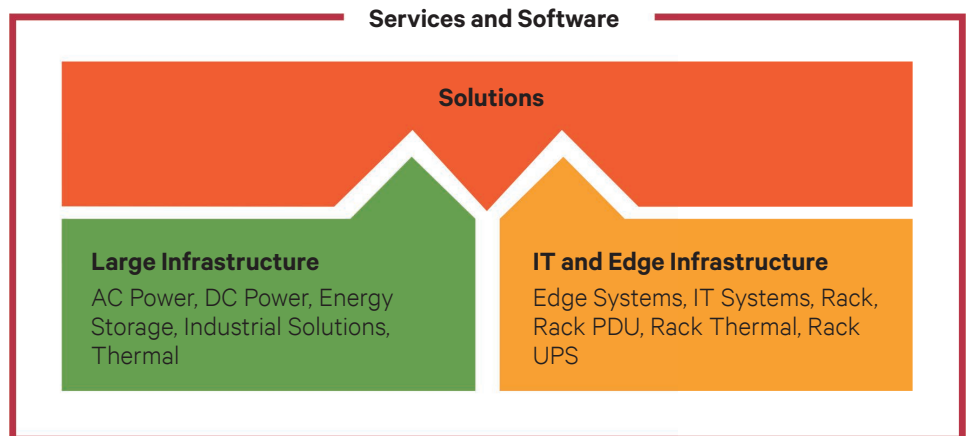 Services and Software
Solutions
Large Infrastructure
AC Power, DC Power, Energy
Storage, Industrial Solutions,
Thermal
IT and Edge Infrastructure
Edge Systems, IT Systems, Rack,
Rack PDU, Rack Thermal, Rack
UPS